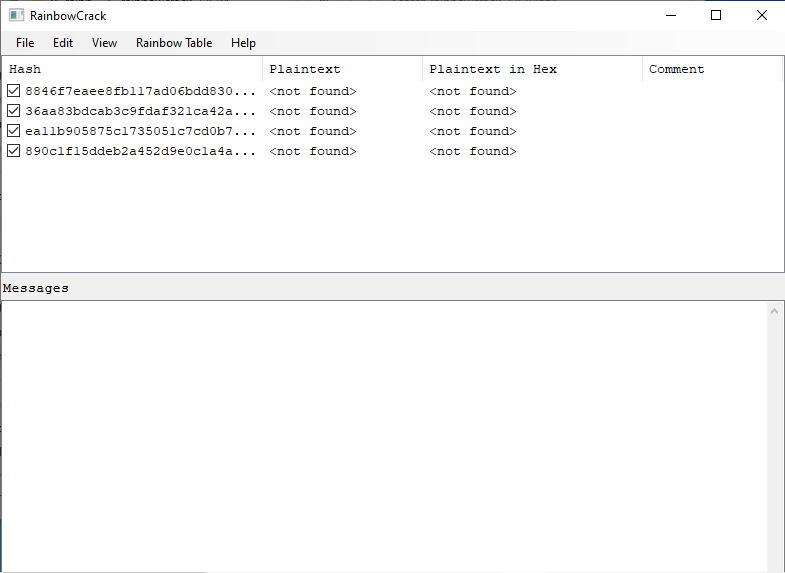 RainbowCrack
File Edit View Rainbow Table Help
Hash Plaintext Plaintext in Hex Comment
8846f7eaee8fb117ad06bdd830... <not found> <not found>
36aa83bdcab3c9fdaf321ca42a... <not found> <not found>
ea11b905875c1735051c7cd0b7... <not found> <not found>
890c1f15ddeb2a452d9e0c1a4a... <not found> <not found>
Messages